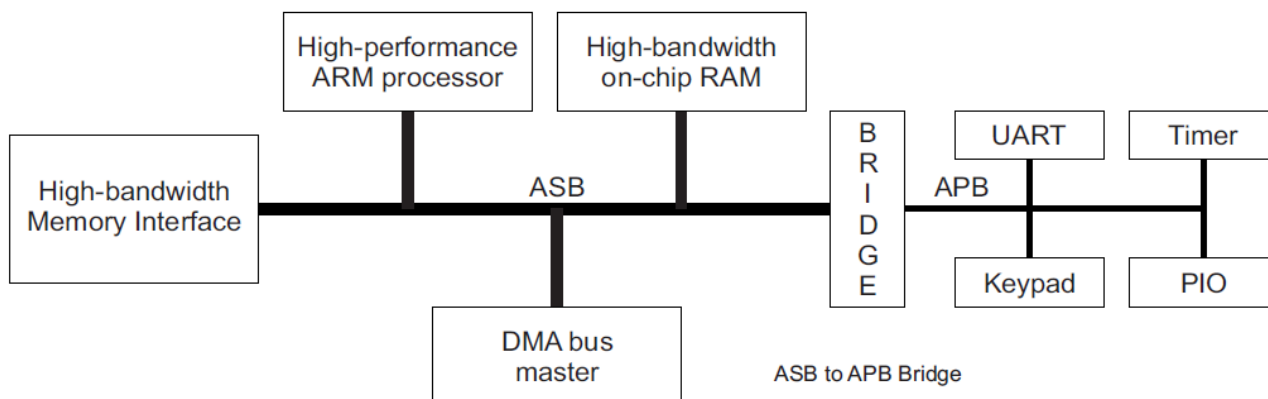 High-performance
ARM processor
High-bandwidth
on-chip RAM
High-bandwidth
Memory Interface
ASB
B
R
I
D
G
E
APB
UART
Timer
Keypad
PIO
DMA bus
master
ASB to APB Bridge